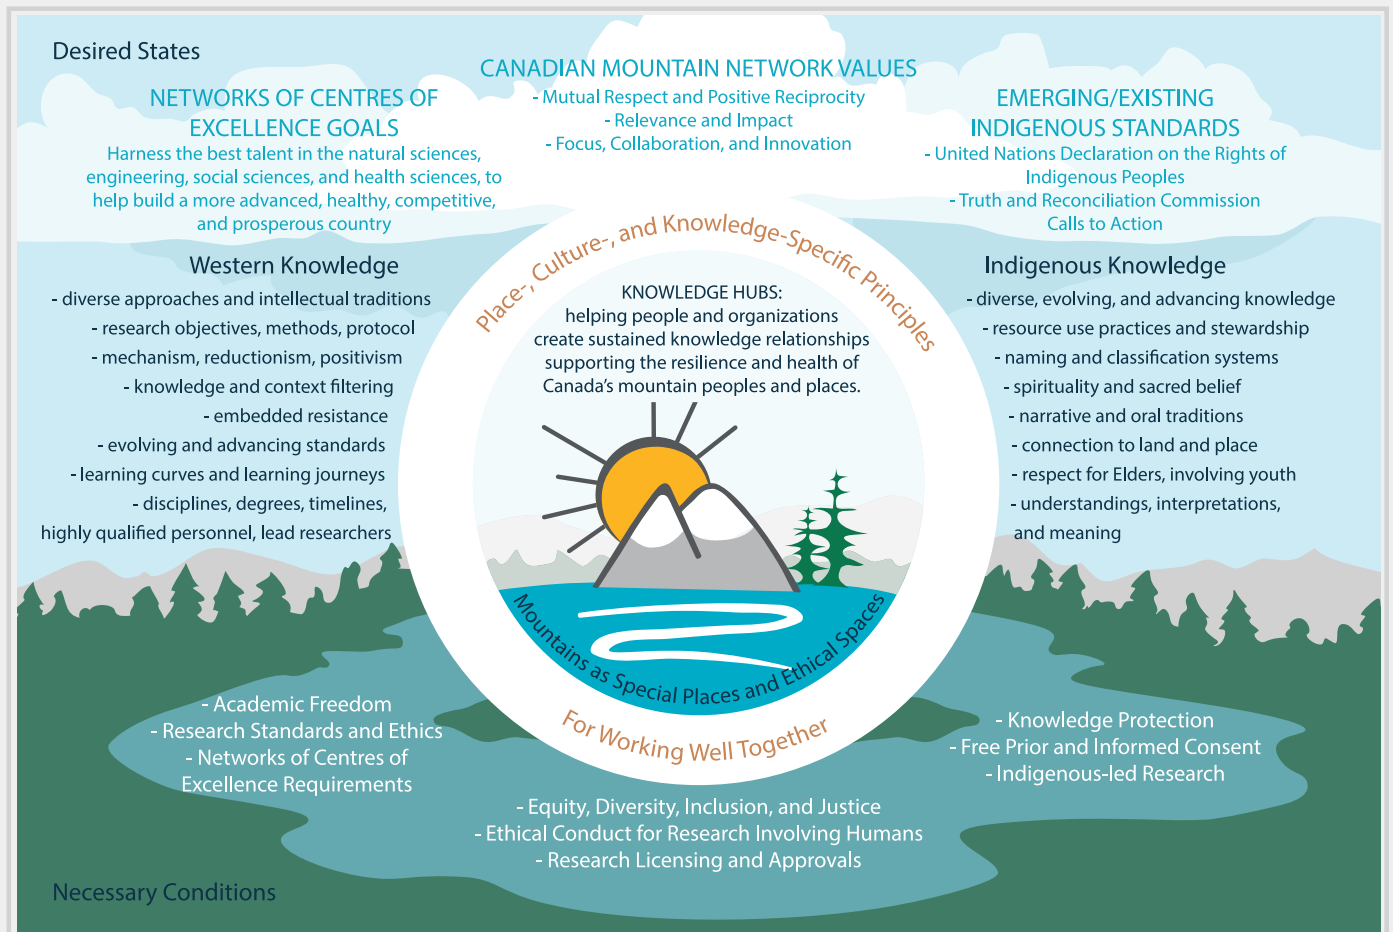 Desired States
NETWORKS OF CENTRES OF
EXCELLENCE GOALS
Harness the best talent in the natural sciences,
engineering, social sciences, and health sciences, to
help build a more advanced, healthy, competitive,
and prosperous country
CANADIAN MOUNTAIN NETWORK VALUES
- Mutual Respect and Positive Reciprocity
- Relevance and Impact
- Focus, Collaboration, and Innovation
EMERGING/EXISTING
INDIGENOUS STANDARDS
- United Nations Declaration on the Rights of
Indigenous Peoples
- Truth and Reconciliation Commission
Calls to Action
Western Knowledge
- diverse approaches and intellectual traditions
- research objectives, methods, protocol
- mechanism, reductionism, positivism
- knowledge and context filtering
- embedded resistance
- evolving and advancing standards
- learning curves and learning journeys
- disciplines, degrees, timelines,
highly qualified personnel, lead researchers
Place-, Culture-, and Knowledge-Specific Principles
KNOWLEDGE HUBS:
helping people and organizations
create sustained knowledge relationships
supporting the resilience and health of
Canada's mountain peoples and places.
Mountains as Special Places and Ethical Spaces
For Working Well Together
Indigenous Knowledge
- diverse, evolving, and advancing knowledge
- resource use practices and stewardship
- naming and classification systems
- spirituality and sacred belief
- narrative and oral traditions
- connection to land and place
- respect for Elders, involving youth
- understandings, interpretations,
and meaning
- Academic Freedom
- Research Standards and Ethics
- Networks of Centres of
Excellence Requirements
- Equity, Diversity, Inclusion, and Justice
- Ethical Conduct for Research Involving Humans
- Research Licensing and Approvals
- Knowledge Protection
- Free Prior and Informed Consent
- Indigenous-led Research
Necessary Conditions